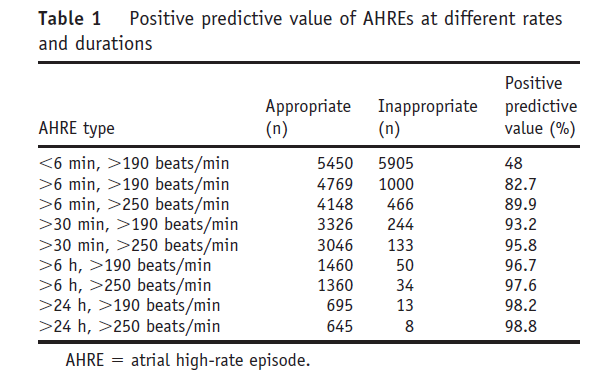 Table 1 Positive predictive value of AHREs at different rates
and durations
Positive
Appropriate Inappropriate predictive
AHRE type (n) (n) value (%)
<6 min, >190 beats/min 5450 5905 48
>6 min, >190 beats/min 4769 1000 82.7
>6 min, >250 beats/min 4148 466 89.9
>30 min, >190 beats/min 3326 244 93.2
>30 min, >250 beats/min 3046 133 95.8
>6 h, >190 beats/min 1460 50 96.7
>6 h, >250 beats/min 1360 34 97.6
>24 h, >190 beats/min 695 13 98.2
>24 h, >250 beats/min 645 8 98.8
AHRE = atrial high-rate episode.